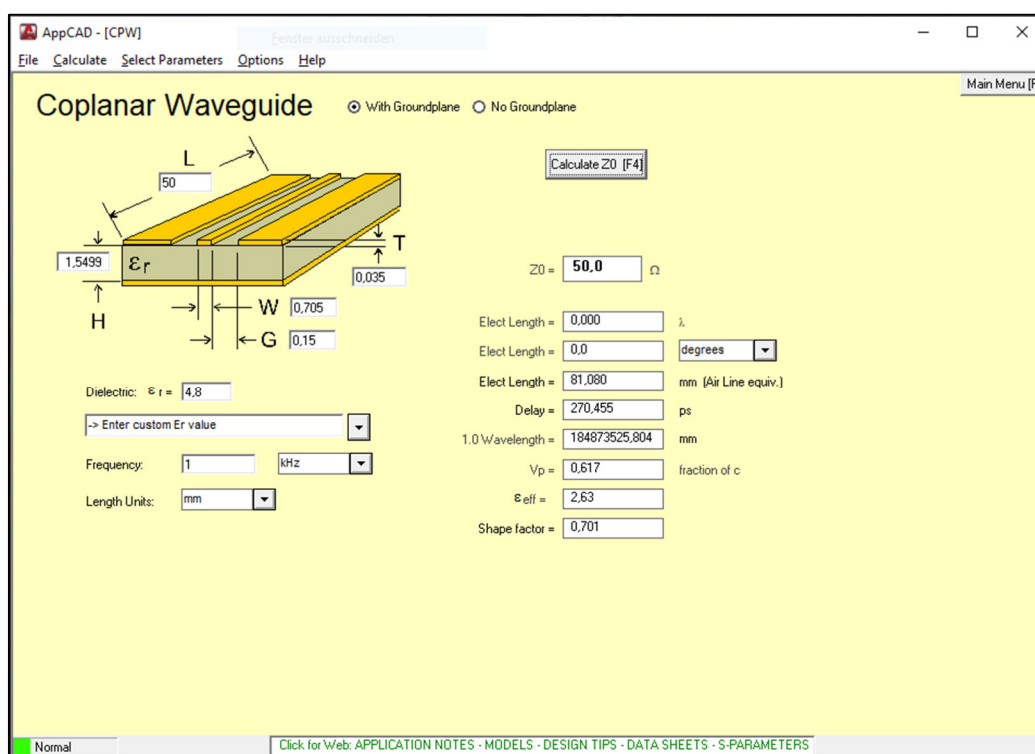 AppCAD - [CPW]
Fenster ausschneiden
File Calculate Select Parameters Options Help
Main Menu [F
Coplanar Waveguide
With Groundplane
No Groundplane
Calculate Z0 [F4]
L
50
T
0,035
1,5499
εr
H
W 0,705
G 0,15
Z0 = 50,0 Ω
Elect Length = 0,000 λ
Elect Length = 0,0 degrees
Elect Length = 81,080 mm (Air Line equiv.)
Delay = 270,455 ps
1.0 Wavelength = 184873525,804 mm
Vp = 0,617 fraction of c
εeff = 2,63
Shape factor = 0,701
Dielectric: εr = 4,8
-> Enter custom Er value
Frequency: 1 kHz
Length Units: mm
Normal
Click for Web: APPLICATION NOTES - MODELS - DESIGN TIPS - DATA SHEETS - S-PARAMETERS